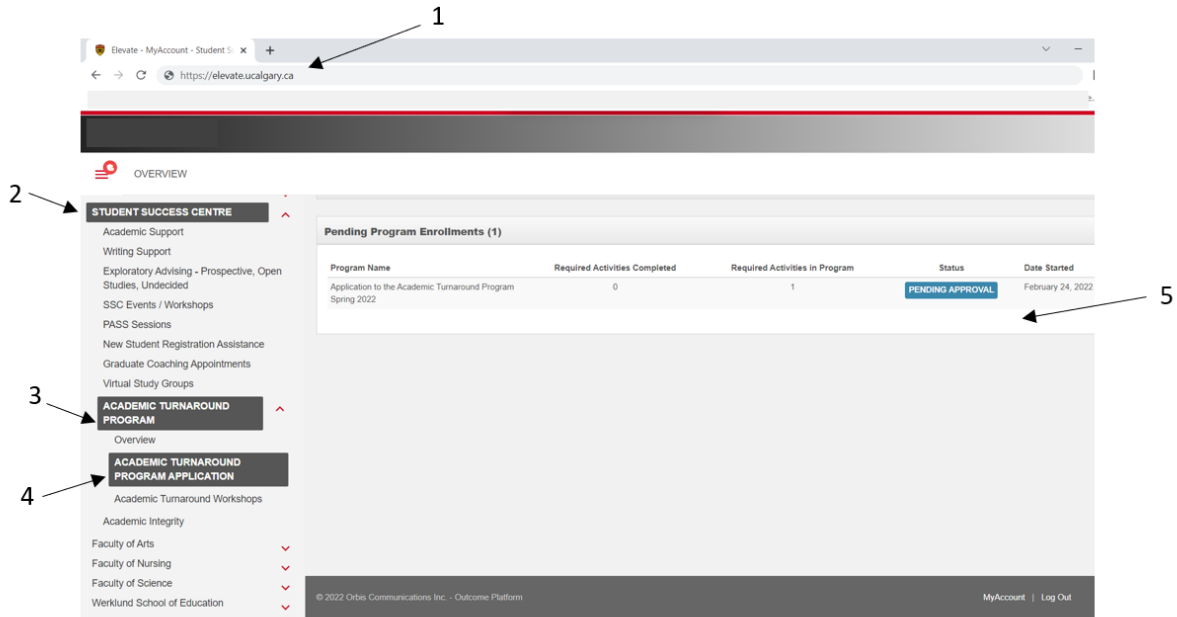 1
Elevate - MyAccount - Student S
https://elevate.ucalgary.ca
OVERVIEW
2
STUDENT SUCCESS CENTRE
Academic Support
Writing Support
Exploratory Advising - Prospective, Open
Studies, Undecided
SSC Events / Workshops
PASS Sessions
New Student Registration Assistance
Graduate Coaching Appointments
Virtual Study Groups
3
ACADEMIC TURNAROUND
PROGRAM
Overview
ACADEMIC TURNAROUND
PROGRAM APPLICATION
4
Academic Turnaround Workshops
Academic Integrity
Faculty of Arts
Faculty of Nursing
Faculty of Science
Werklund School of Education
Pending Program Enrollments (1)
Program Name Required Activities Completed Required Activities in Program Status Date Started
Application to the Academic Turnaround Program 0 1 PENDING APPROVAL February 24, 2022
Spring 2022
5
© 2022 Orbis Communications Inc. - Outcome Platform MyAccount | Log Out